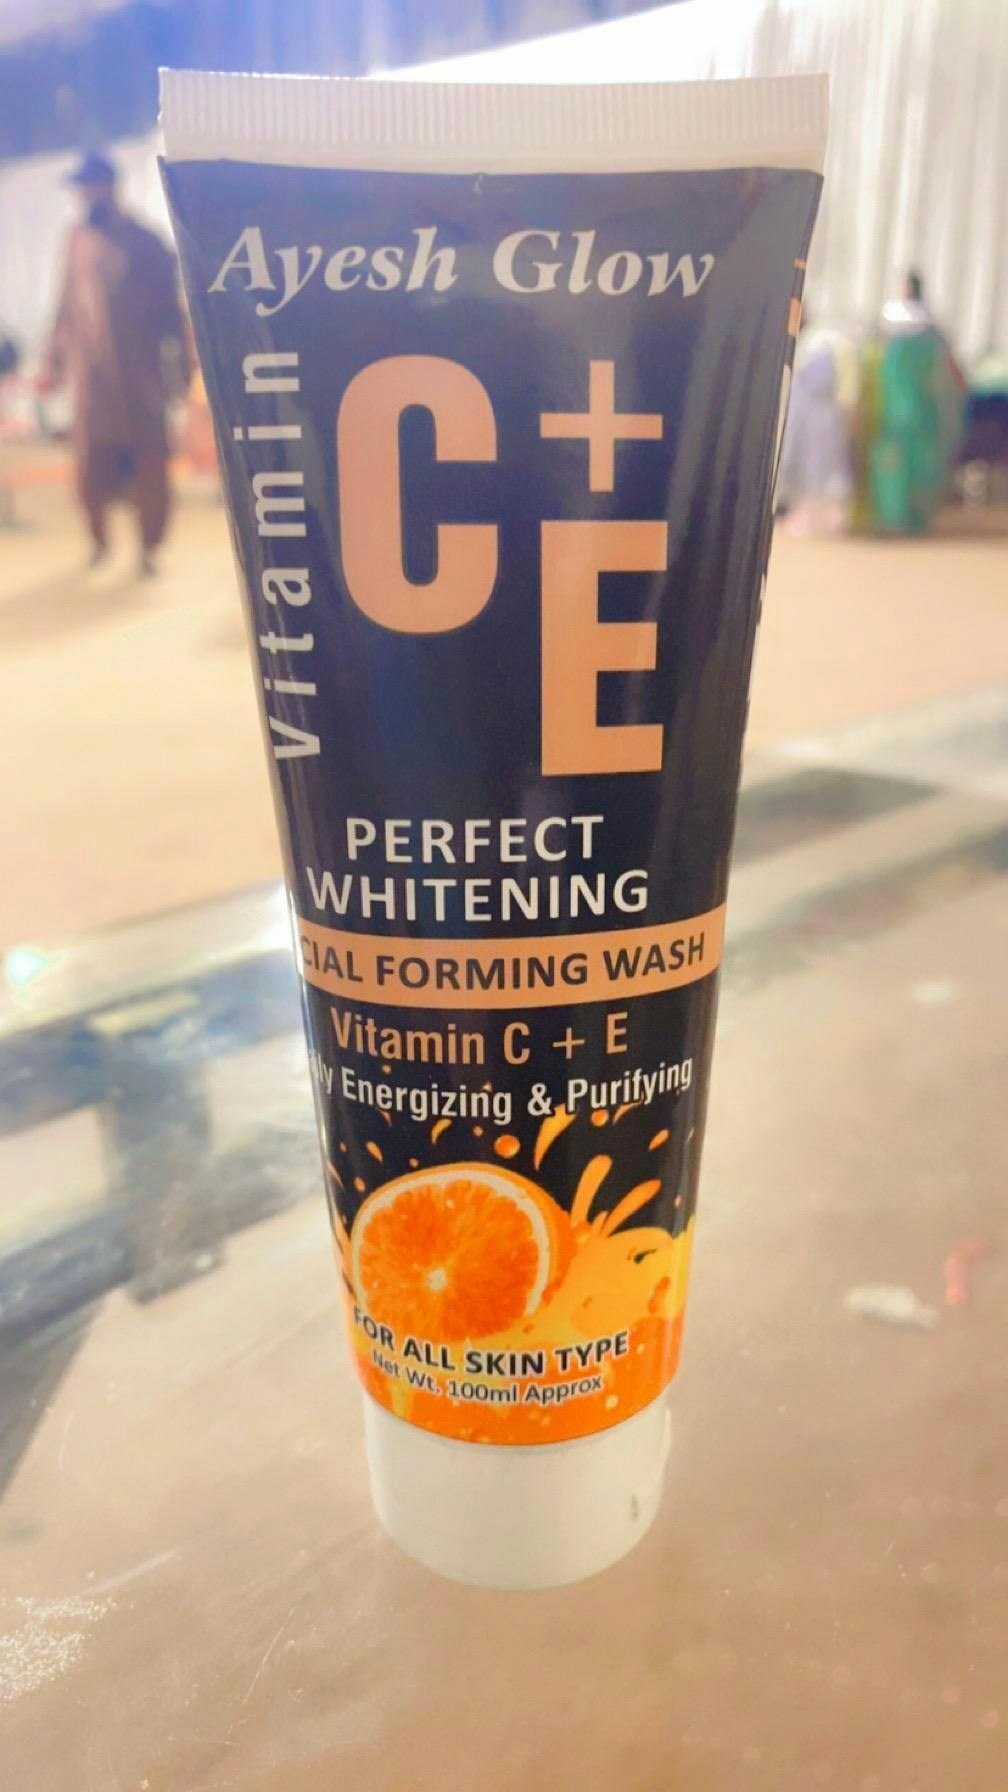 Ayesh Glow
Vitamin
C +
E
PERFECT
WHITENING
CIAL FORMING WASH
Vitamin C + E
Energizing & Purifying
FOR ALL SKIN TYPE
Net Wt. 100ml Approx